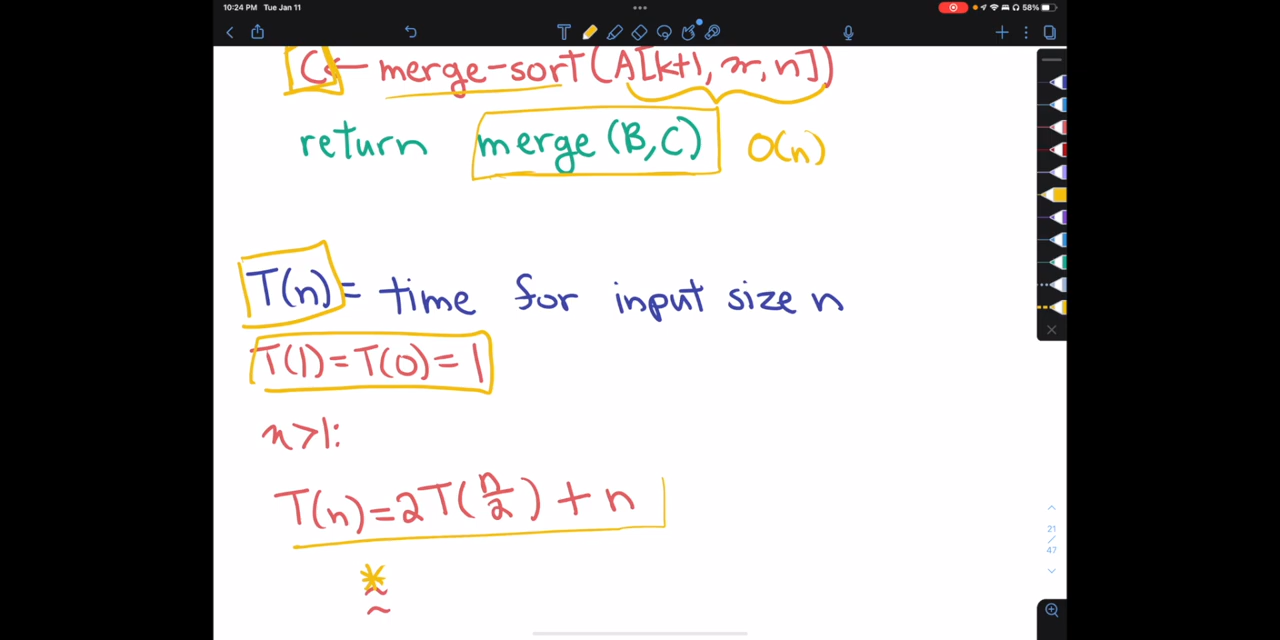 10:24 PM Tue Jan 11
58%
C ← merge-sort(A[k+1, n, n])
return merge(B,C) O(n)
T(n) = time for input size n
T(1)=T(0)=1
n>1:
T(n)=2T(n/2)+n
*
21
/
47